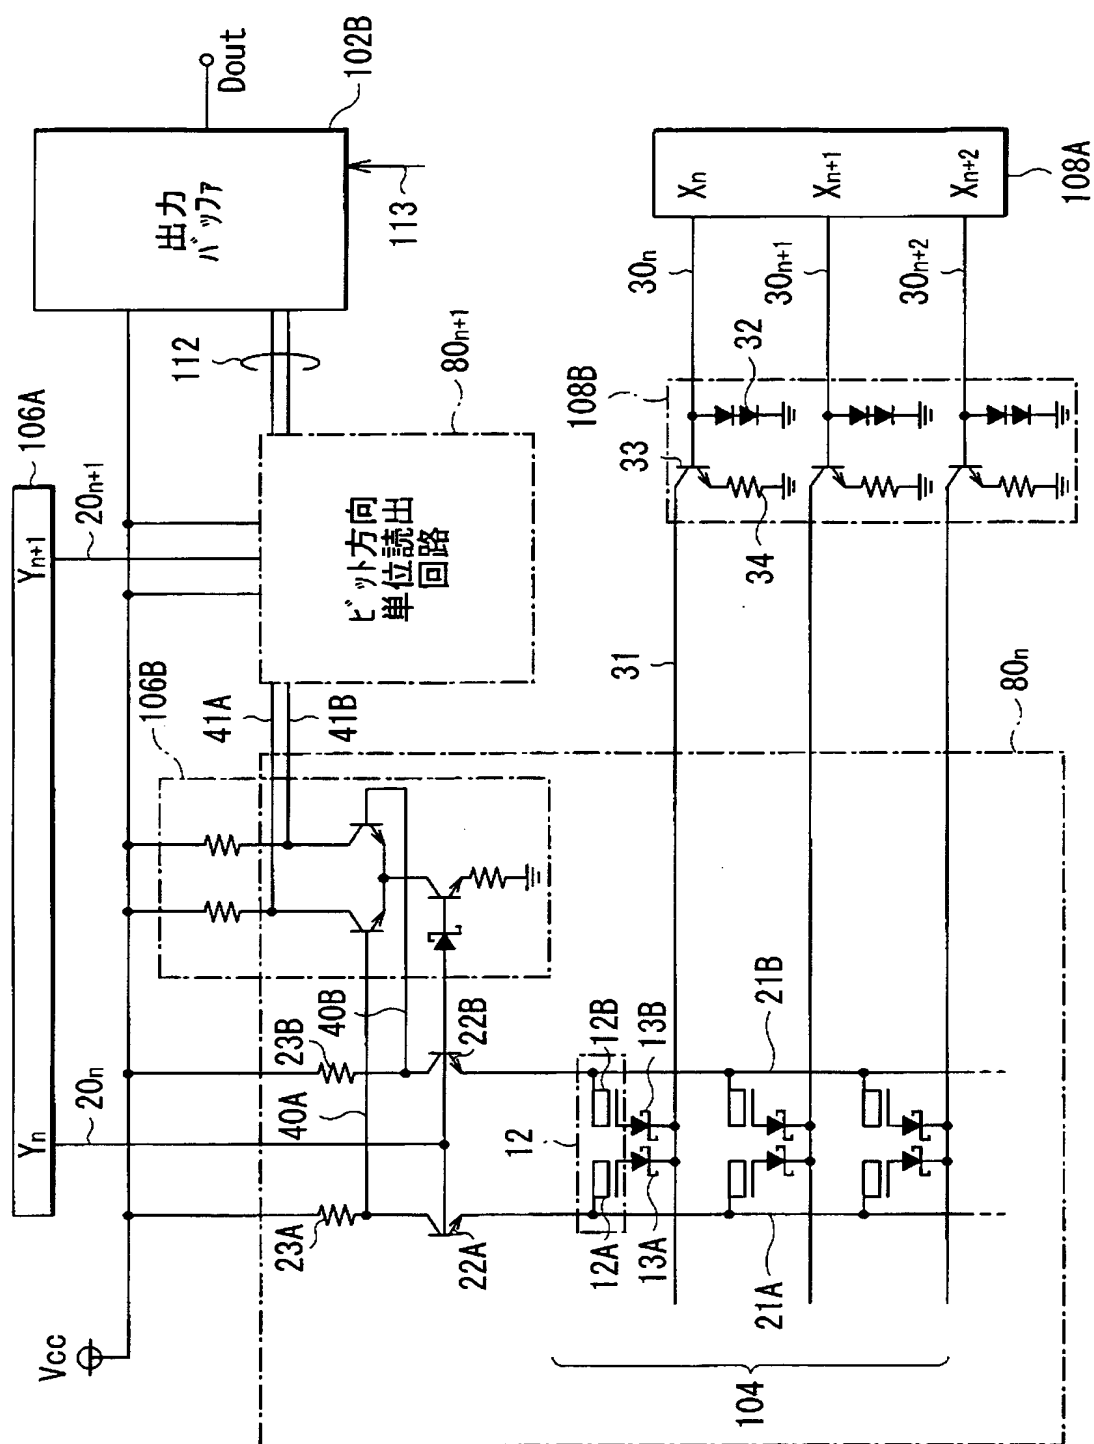 Vcc
Yn
Yn+1
106A
20n
20n+1
出力
バッファ
Dout
102B
113
112
ビット方向
単位読出
回路
80n+1
41A
41B
106B
23A
23B
40A
40B
22A
22B
12
12A
12B
13A
13B
21A
21B
104
31
80n
108B
33
34
32
30n
30n+1
30n+2
Xn
Xn+1
Xn+2
108A